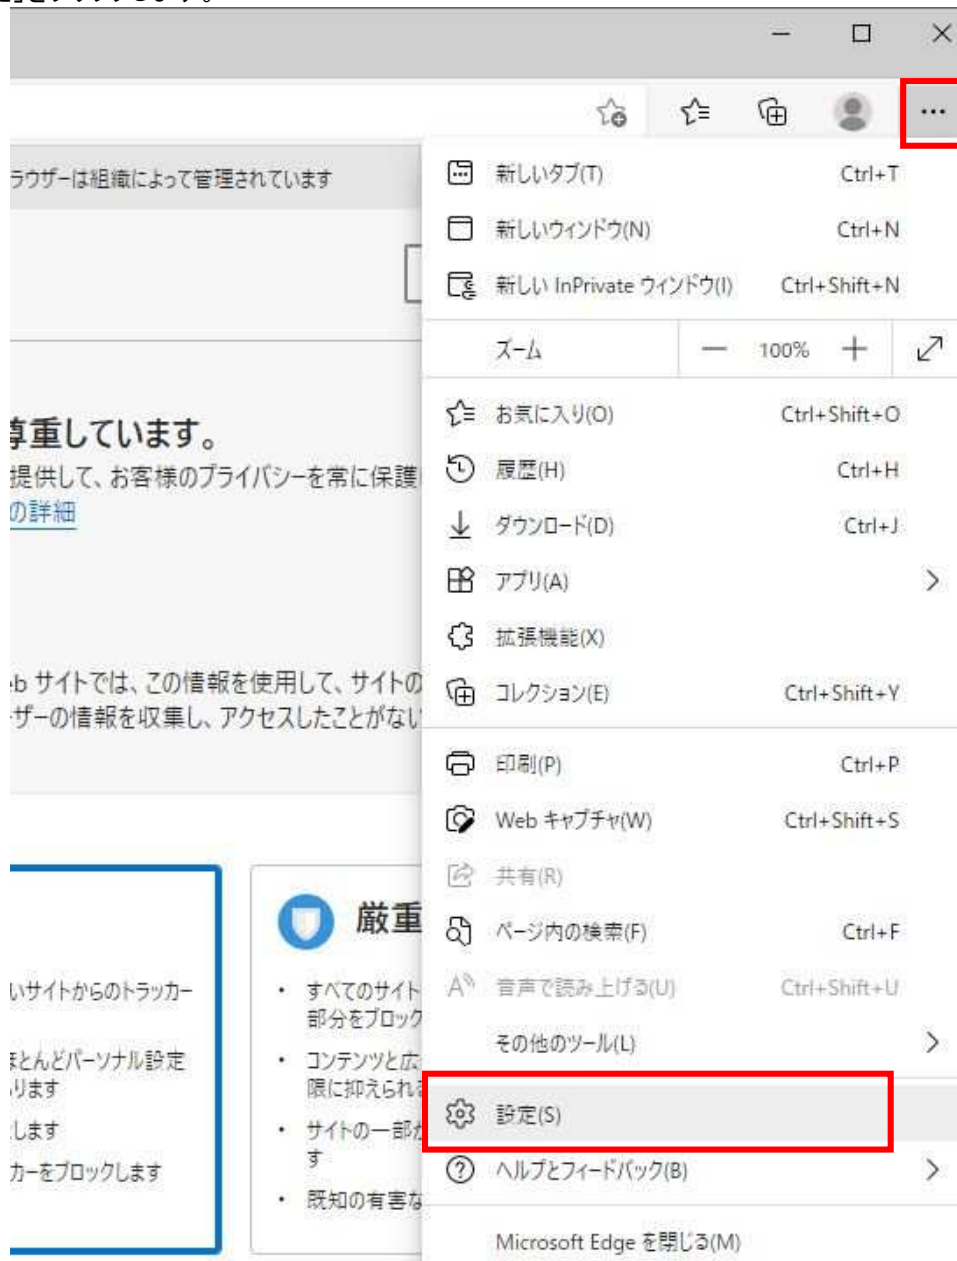 をクリックします。
ラウザーは組織によって管理されています
新しいタブ(T) Ctrl+T
新しいウィンドウ(N) Ctrl+N
新しい InPrivate ウィンドウ(I) Ctrl+Shift+N
ズーム 100%
お気に入り(O) Ctrl+Shift+O
履歴(H) Ctrl+H
ダウンロード(D) Ctrl+J
アプリ(A)
拡張機能(X)
コレクション(E) Ctrl+Shift+Y
印刷(P) Ctrl+P
Web キャプチャ(W) Ctrl+Shift+S
共有(R)
ページ内の検索(F) Ctrl+F
音声で読み上げる(U) Ctrl+Shift+U
その他のツール(L)
設定(S)
ヘルプとフィードバック(B)
Microsoft Edge を閉じる(M)
尊重しています。
提供して、お客様のプライバシーを常に保護
の詳細
b サイトでは、この情報を使用して、サイトの
ーザーの情報を収集し、アクセスしたことがない
いサイトからのトラッカー
ほとんどパーソナル設定
ります
します
カーをブロックします
厳重
・ すべてのサイト
部分をブロック
・ コンテンツと広
限に抑えられ
・ サイトの一部が
す
・ 既知の有害な